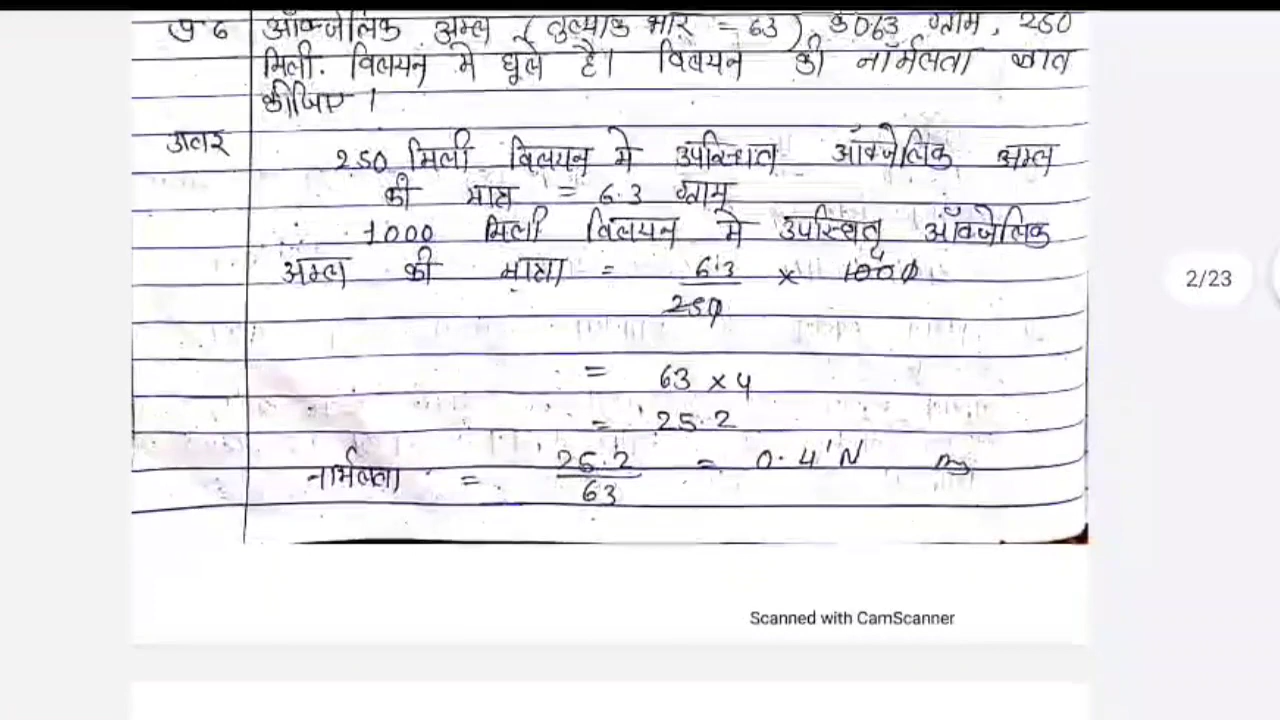 प्र 6 ऑक्जेलिक अम्ल (तुल्यांक भार = 63) के 063 ग्राम, 250
मिली. विलयन मे घुले है। विलयन की नॉर्मलता ज्ञात
कीजिए।
उत्तर 250 मिली विलयन मे उपस्थित ऑक्जेलिक अम्ल
की मात्रा = 6.3 ग्राम
1000 मिली विलयन मे उपस्थित ऑक्जेलिक
अम्ल की मात्रा = 6.3 × 1000 4
250
= 63 × 4
= 25.2
नार्मलता = 25.2 = 0.4 N
63
2/23
Scanned with CamScanner